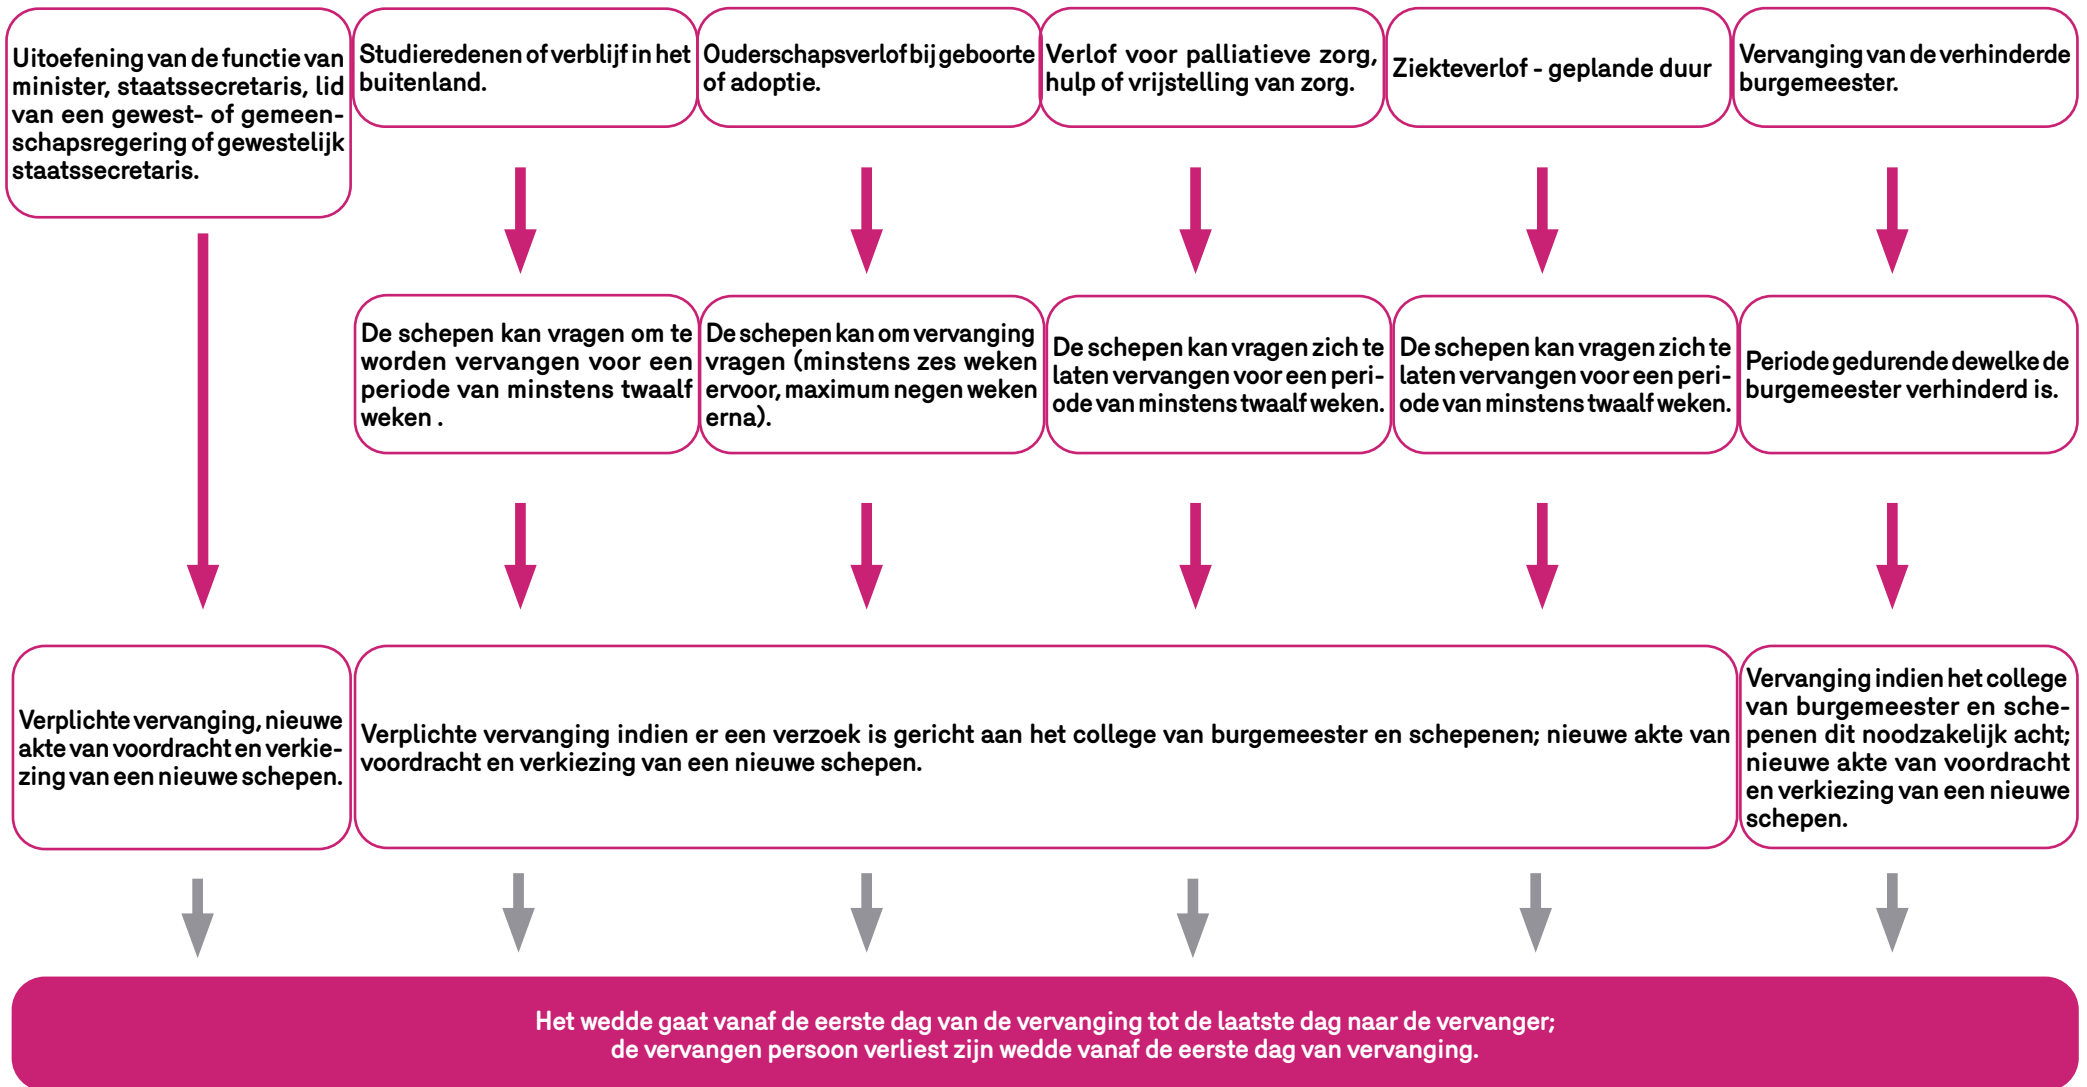 Uitoefening van de functie van
minister, staatssecretaris, lid
van een gewest- of gemeen-
schapsregering of gewestelijk
staatssecretaris.
Studieredenen of verblijf in het
buitenland.
Ouderschapsverlof bij geboorte
of adoptie.
Verlof voor palliatieve zorg,
hulp of vrijstelling van zorg.
Ziekteverlof - geplande duur
Vervanging van de verhinderde
burgemeester.
De schepen kan vragen om te
worden vervangen voor een
periode van minstens twaalf
weken .
De schepen kan om vervanging
vragen (minstens zes weken
ervoor, maximum negen weken
erna).
De schepen kan vragen zich te
laten vervangen voor een peri-
ode van minstens twaalf weken.
De schepen kan vragen zich te
laten vervangen voor een peri-
ode van minstens twaalf weken.
Periode gedurende dewelke de
burgemeester verhinderd is.
Verplichte vervanging, nieuwe
akte van voordracht en verkie-
zing van een nieuwe schepen.
Verplichte vervanging indien er een verzoek is gericht aan het college van burgemeester en schepenen; nieuwe akte van
voordracht en verkiezing van een nieuwe schepen.
Vervanging indien het college
van burgemeester en sche-
penen dit noodzakelijk acht;
nieuwe akte van voordracht
en verkiezing van een nieuwe
schepen.
Het wedde gaat vanaf de eerste dag van de vervanging tot de laatste dag naar de vervanger;
de vervangen persoon verliest zijn wedde vanaf de eerste dag van vervanging.